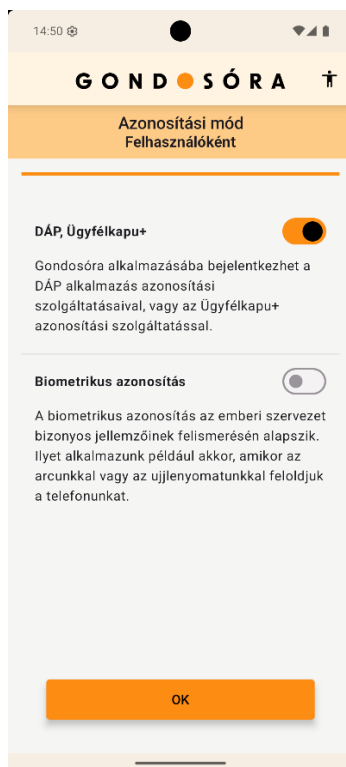 14:50
GONDOSÓRA
Azonosítási mód
Felhasználóként
DÁP, Ügyfélkapu+
Gondosóra alkalmazásába bejelentkezhet a
DÁP alkalmazás azonosítási
szolgáltatásaival, vagy az Ügyfélkapu+
azonosítási szolgáltatással.
Biometrikus azonosítás
A biometrikus azonosítás az emberi szervezet
bizonyos jellemzőinek felismerésén alapszik.
Ilyet alkalmazunk például akkor, amikor az
arcunkkal vagy az ujjlenyomatunkkal feloldjuk
a telefonunkat.
OK